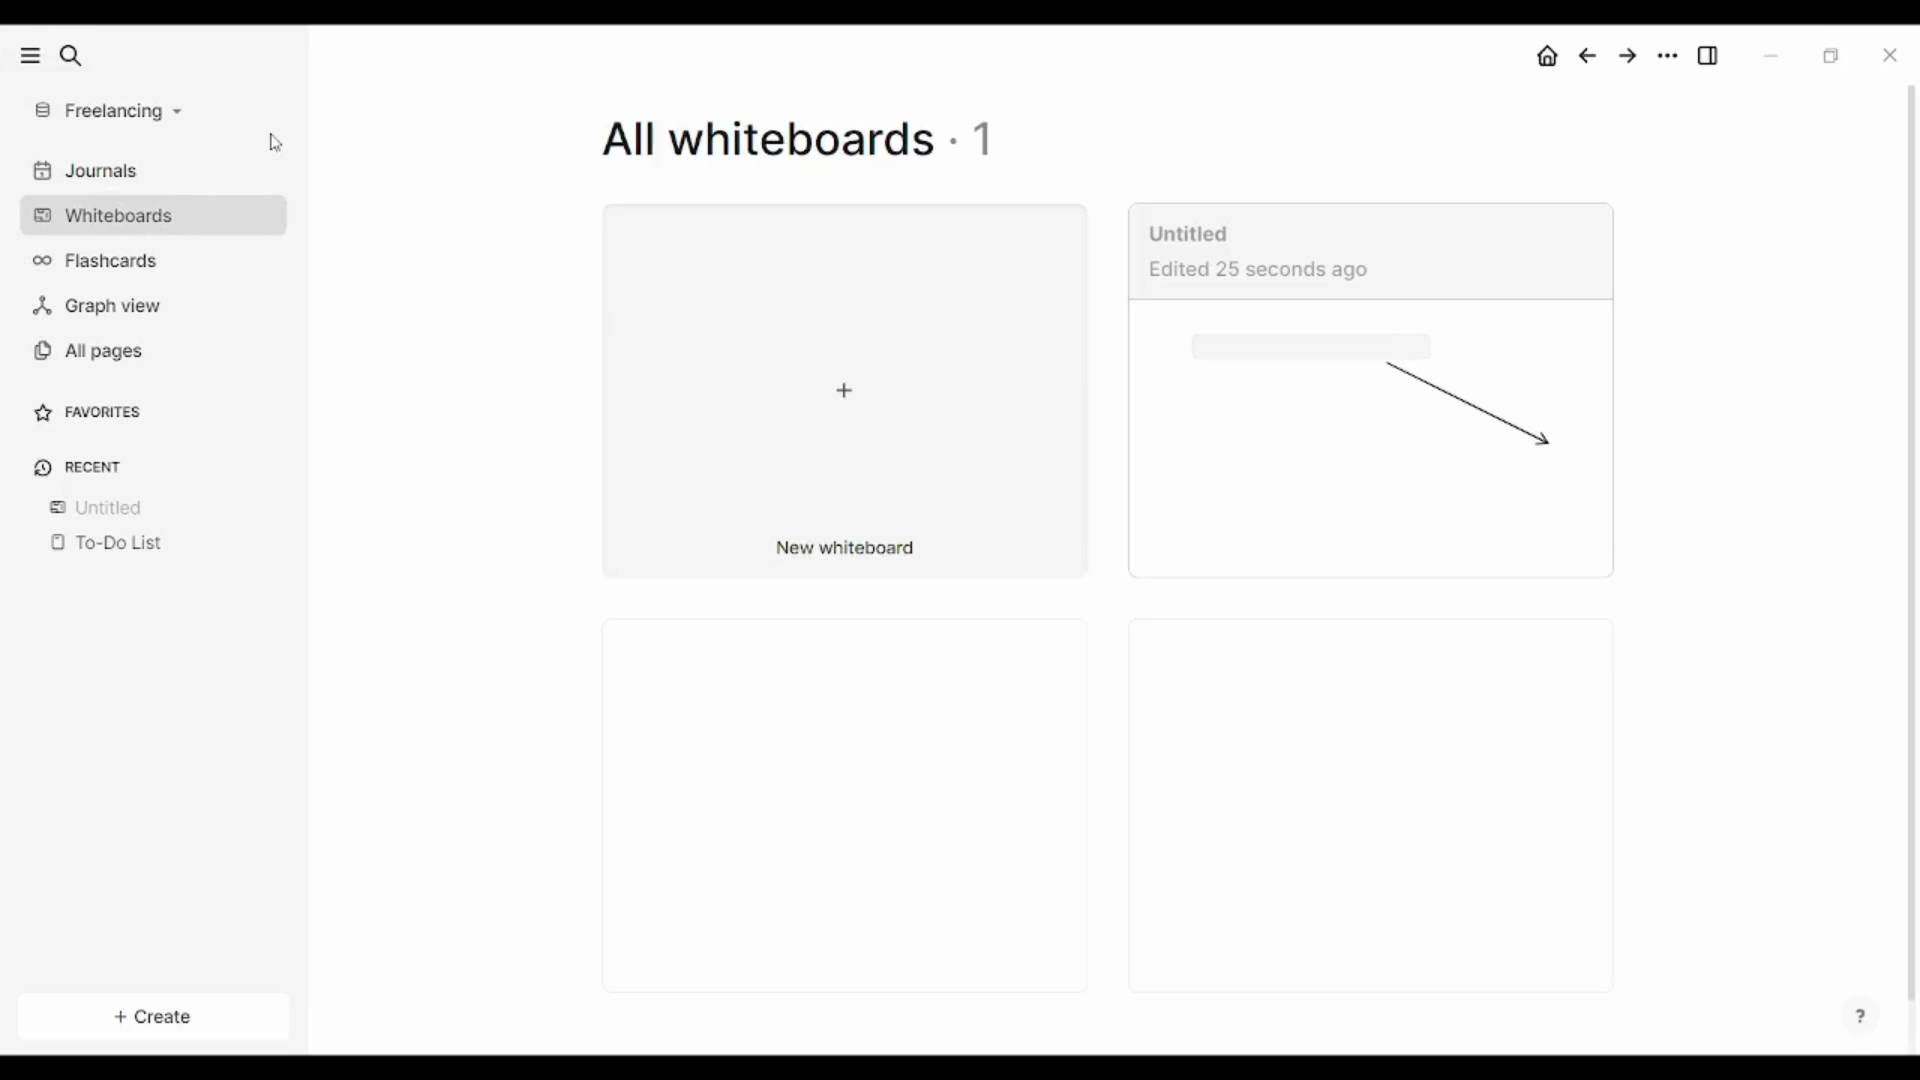 Freelancing
Journals
Whiteboards
Flashcards
Graph view
All pages
FAVORITES
RECENT
Untitled
To-Do List
+ Create
All whiteboards · 1
+
New whiteboard
Untitled
Edited 25 seconds ago
?